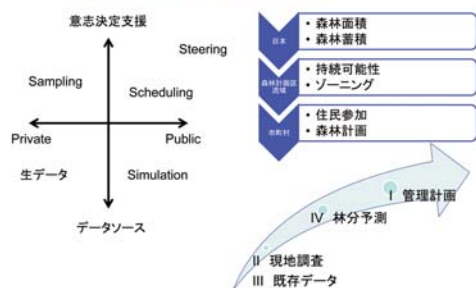 意志決定支援
Steering
Sampling
Scheduling
Private
Public
生データ
Simulation
データソース
日本
・森林面積
・森林蓄積
森林計画区
流域
・持続可能性
・ゾーニング
市町村
・住民参加
・森林計画
I 管理計画
IV 林分予測
II 現地調査
III 既存データ